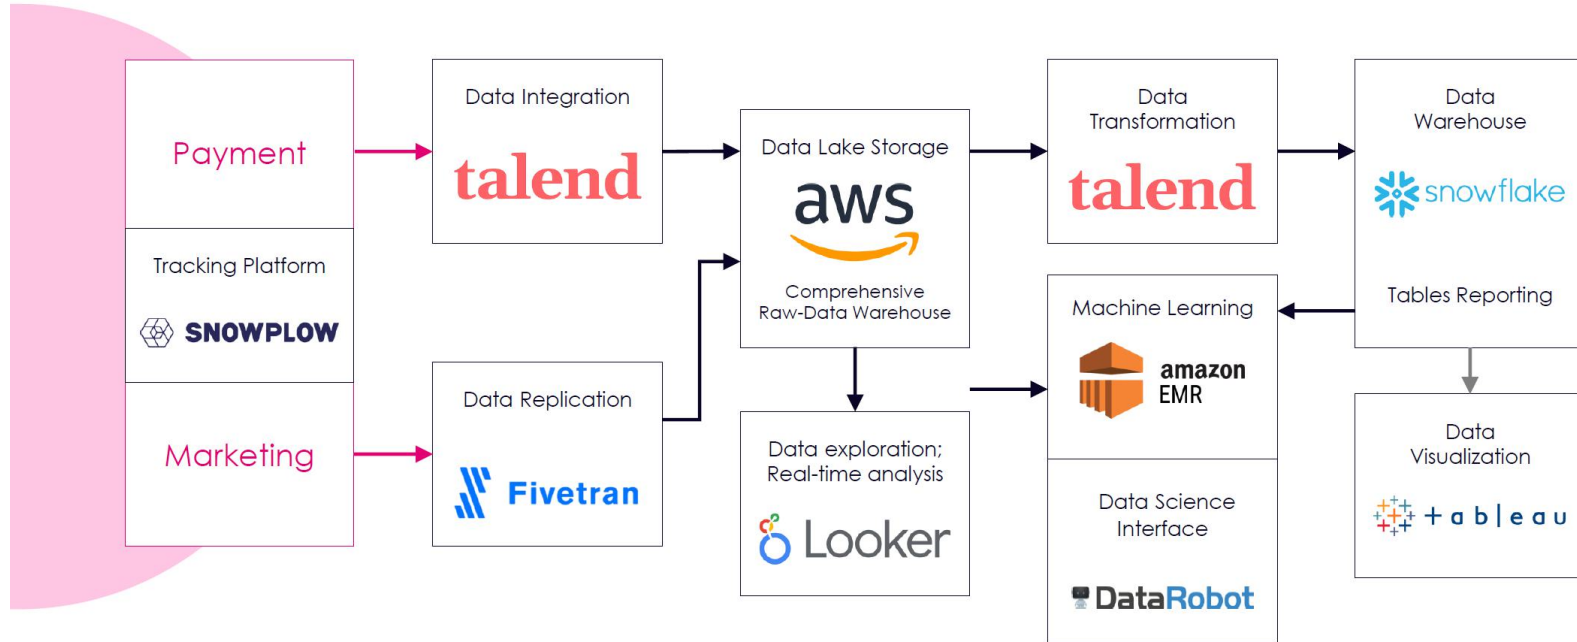 Payment
Tracking Platform
SNOWPLOW
Marketing
Data Integration
talend
Data Replication
Fivetran
Data Lake Storage
aws
Comprehensive
Raw-Data Warehouse
Data exploration;
Real-time analysis
Looker
Data
Transformation
talend
Machine Learning
amazon
EMR
Data Science
Interface
DataRobot
Data
Warehouse
snowflake
Tables Reporting
Data
Visualization
+ableau